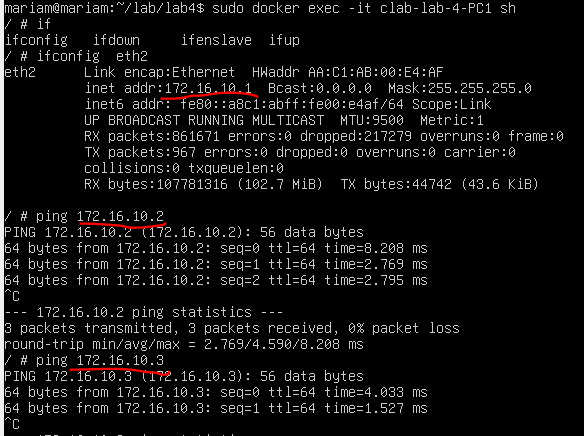 mariam@mariam:~/lab/lab4$ sudo docker exec -it clab-lab-4-PC1 sh
/ # if
ifconfig   ifdown     ifenslave  ifup
/ # ifconfig  eth2
eth2      Link encap:Ethernet  HWaddr AA:C1:AB:00:E4:AF
inet addr:172.16.10.1  Bcast:0.0.0.0  Mask:255.255.255.0
inet6 addr: fe80::a8c1:abff:fe00:e4af/64 Scope:Link
UP BROADCAST RUNNING MULTICAST  MTU:9500  Metric:1
RX packets:861671 errors:0 dropped:217279 overruns:0 frame:0
TX packets:967 errors:0 dropped:0 overruns:0 carrier:0
collisions:0 txqueuelen:0
RX bytes:107781316 (102.7 MiB)  TX bytes:44742 (43.6 KiB)
/ # ping 172.16.10.2
PING 172.16.10.2 (172.16.10.2): 56 data bytes
64 bytes from 172.16.10.2: seq=0 ttl=64 time=8.208 ms
64 bytes from 172.16.10.2: seq=1 ttl=64 time=2.769 ms
64 bytes from 172.16.10.2: seq=2 ttl=64 time=2.795 ms
^C
--- 172.16.10.2 ping statistics ---
3 packets transmitted, 3 packets received, 0% packet loss
round-trip min/avg/max = 2.769/4.590/8.208 ms
/ # ping 172.16.10.3
PING 172.16.10.3 (172.16.10.3): 56 data bytes
64 bytes from 172.16.10.3: seq=0 ttl=64 time=4.033 ms
64 bytes from 172.16.10.3: seq=1 ttl=64 time=1.527 ms
^C